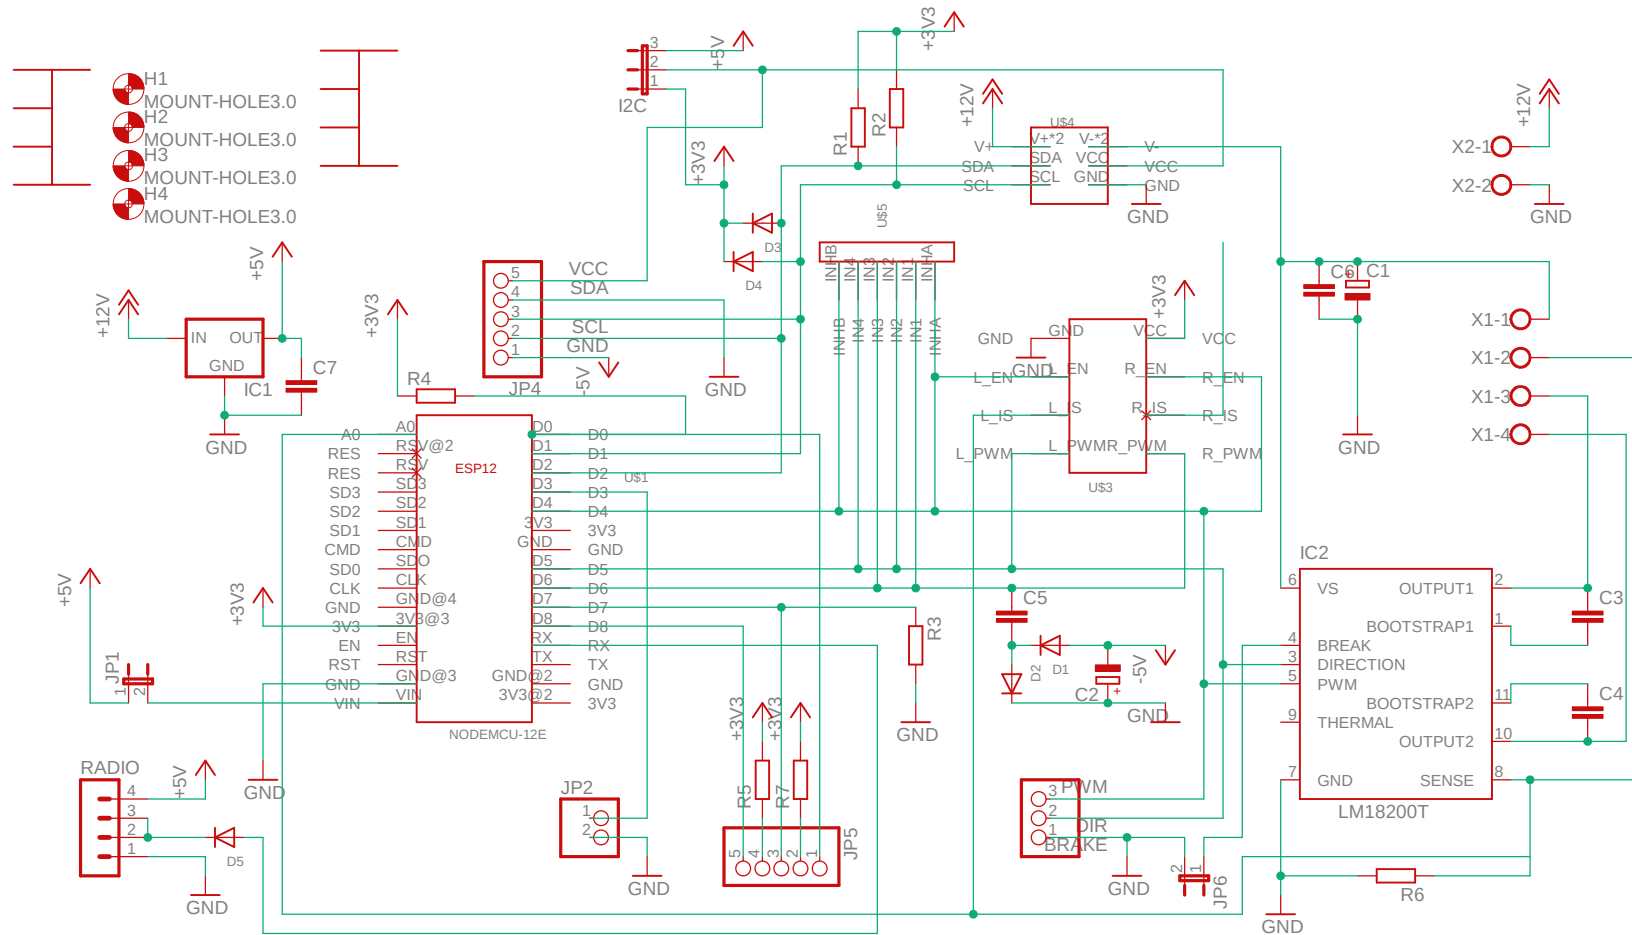 H1
MOUNT-HOLE3.0
H2
MOUNT-HOLE3.0
H3
MOUNT-HOLE3.0
H4
MOUNT-HOLE3.0
3
2
1
I2C
+5V
+3V3
R1
R2
+3V3
+12V
U$4
V+*2 V-*2
SDA VCC
SCL GND
V+
SDA
SCL
V-
VCC
GND
GND
X2-1
X2-2
+12V
GND
D3
D4
U$5
INHB
IN4
IN3
IN2
IN1
INHA
INHB
IN4
IN3
IN2
IN1
INHA
+12V
IN OUT
GND
IC1
+5V
C7
GND
+3V3
R4
5
4
3
2
1
VCC
SDA
SCL
GND
JP4
-5V
GND
GND
L_EN
L_IS
L_PWM
GND
GND VCC
L_EN R_EN
L_IS R_IS
L_PWM R_PWM
U$3
+3V3
VCC
R_EN
R_IS
R_PWM
C6
C1
+
GND
X1-1
X1-2
X1-3
X1-4
A0
RES
RES
SD3
SD2
SD1
CMD
SD0
CLK
GND
3V3
EN
RST
GND
VIN
A0
RSV@2
RSV
SD3
SD2
SD1
CMD
SDO
CLK
GND@4
3V3@3
EN
RST
GND@3
VIN
ESP12
D0
D1
D2
D3
D4
3V3
GND
D5
D6
D7
D8
RX
TX
GND@2
3V3@2
D0
D1
D2
D3
D4
3V3
GND
D5
D6
D7
D8
RX
TX
GND
3V3
U$1
NODEMCU-12E
+5V
+3V3
JP1
1
2
GND
RADIO
4
3
2
1
+5V
D5
GND
JP2
1
2
GND
+3V3
+3V3
R5
R7
5
4
3
2
1
JP5
R3
GND
C5
D2
D1
C2
+
-5V
GND
3
2
1
PWM
DIR
BRAKE
GND
2
1
JP6
IC2
6 VS
4 BREAK
3 DIRECTION
5 PWM
9 THERMAL
7 GND
OUTPUT1 2
BOOTSTRAP1 1
BOOTSTRAP2 11
OUTPUT2 10
SENSE 8
LM18200T
C3
C4
R6
GND